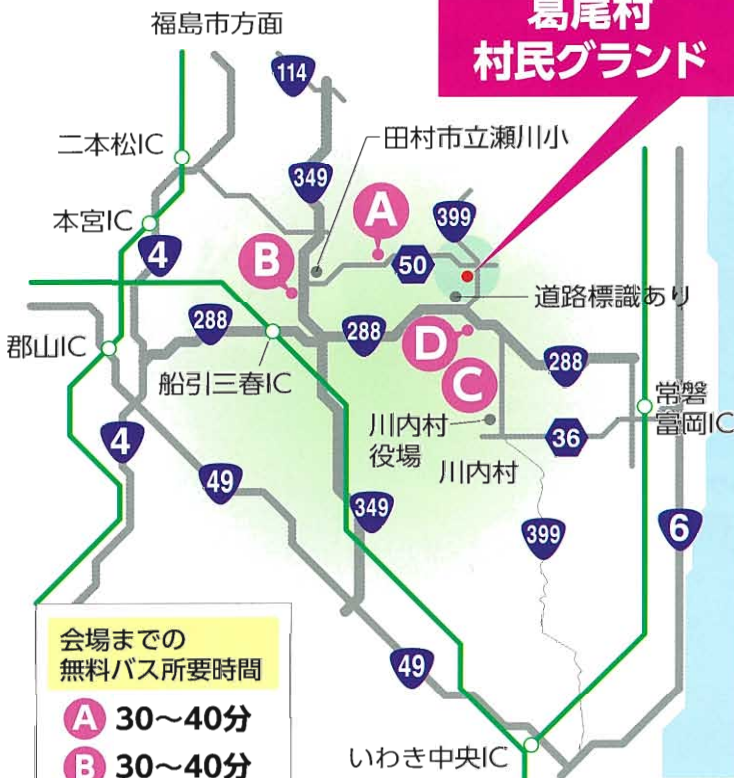 葛尾村
村民グランド
福島市方面
114
二本松IC
田村市立瀬川小
349
A
399
本宮IC
4
B
50
道路標識あり
288
288
郡山IC
D
船引三春IC
288
C
常磐
富岡IC
川内村
役場
36
4
川内村
49
349
399
6
会場までの
無料バス所要時間
49
A 30〜40分
いわき中央IC
B 30〜40分